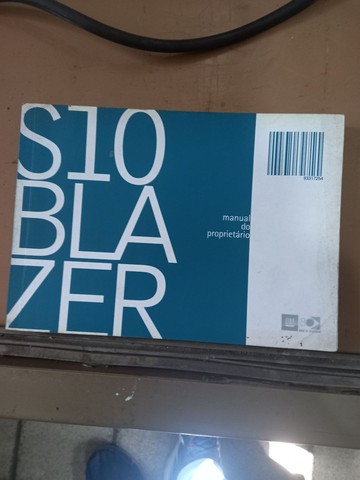 S10
BLA
ZER
manual
do
proprietário